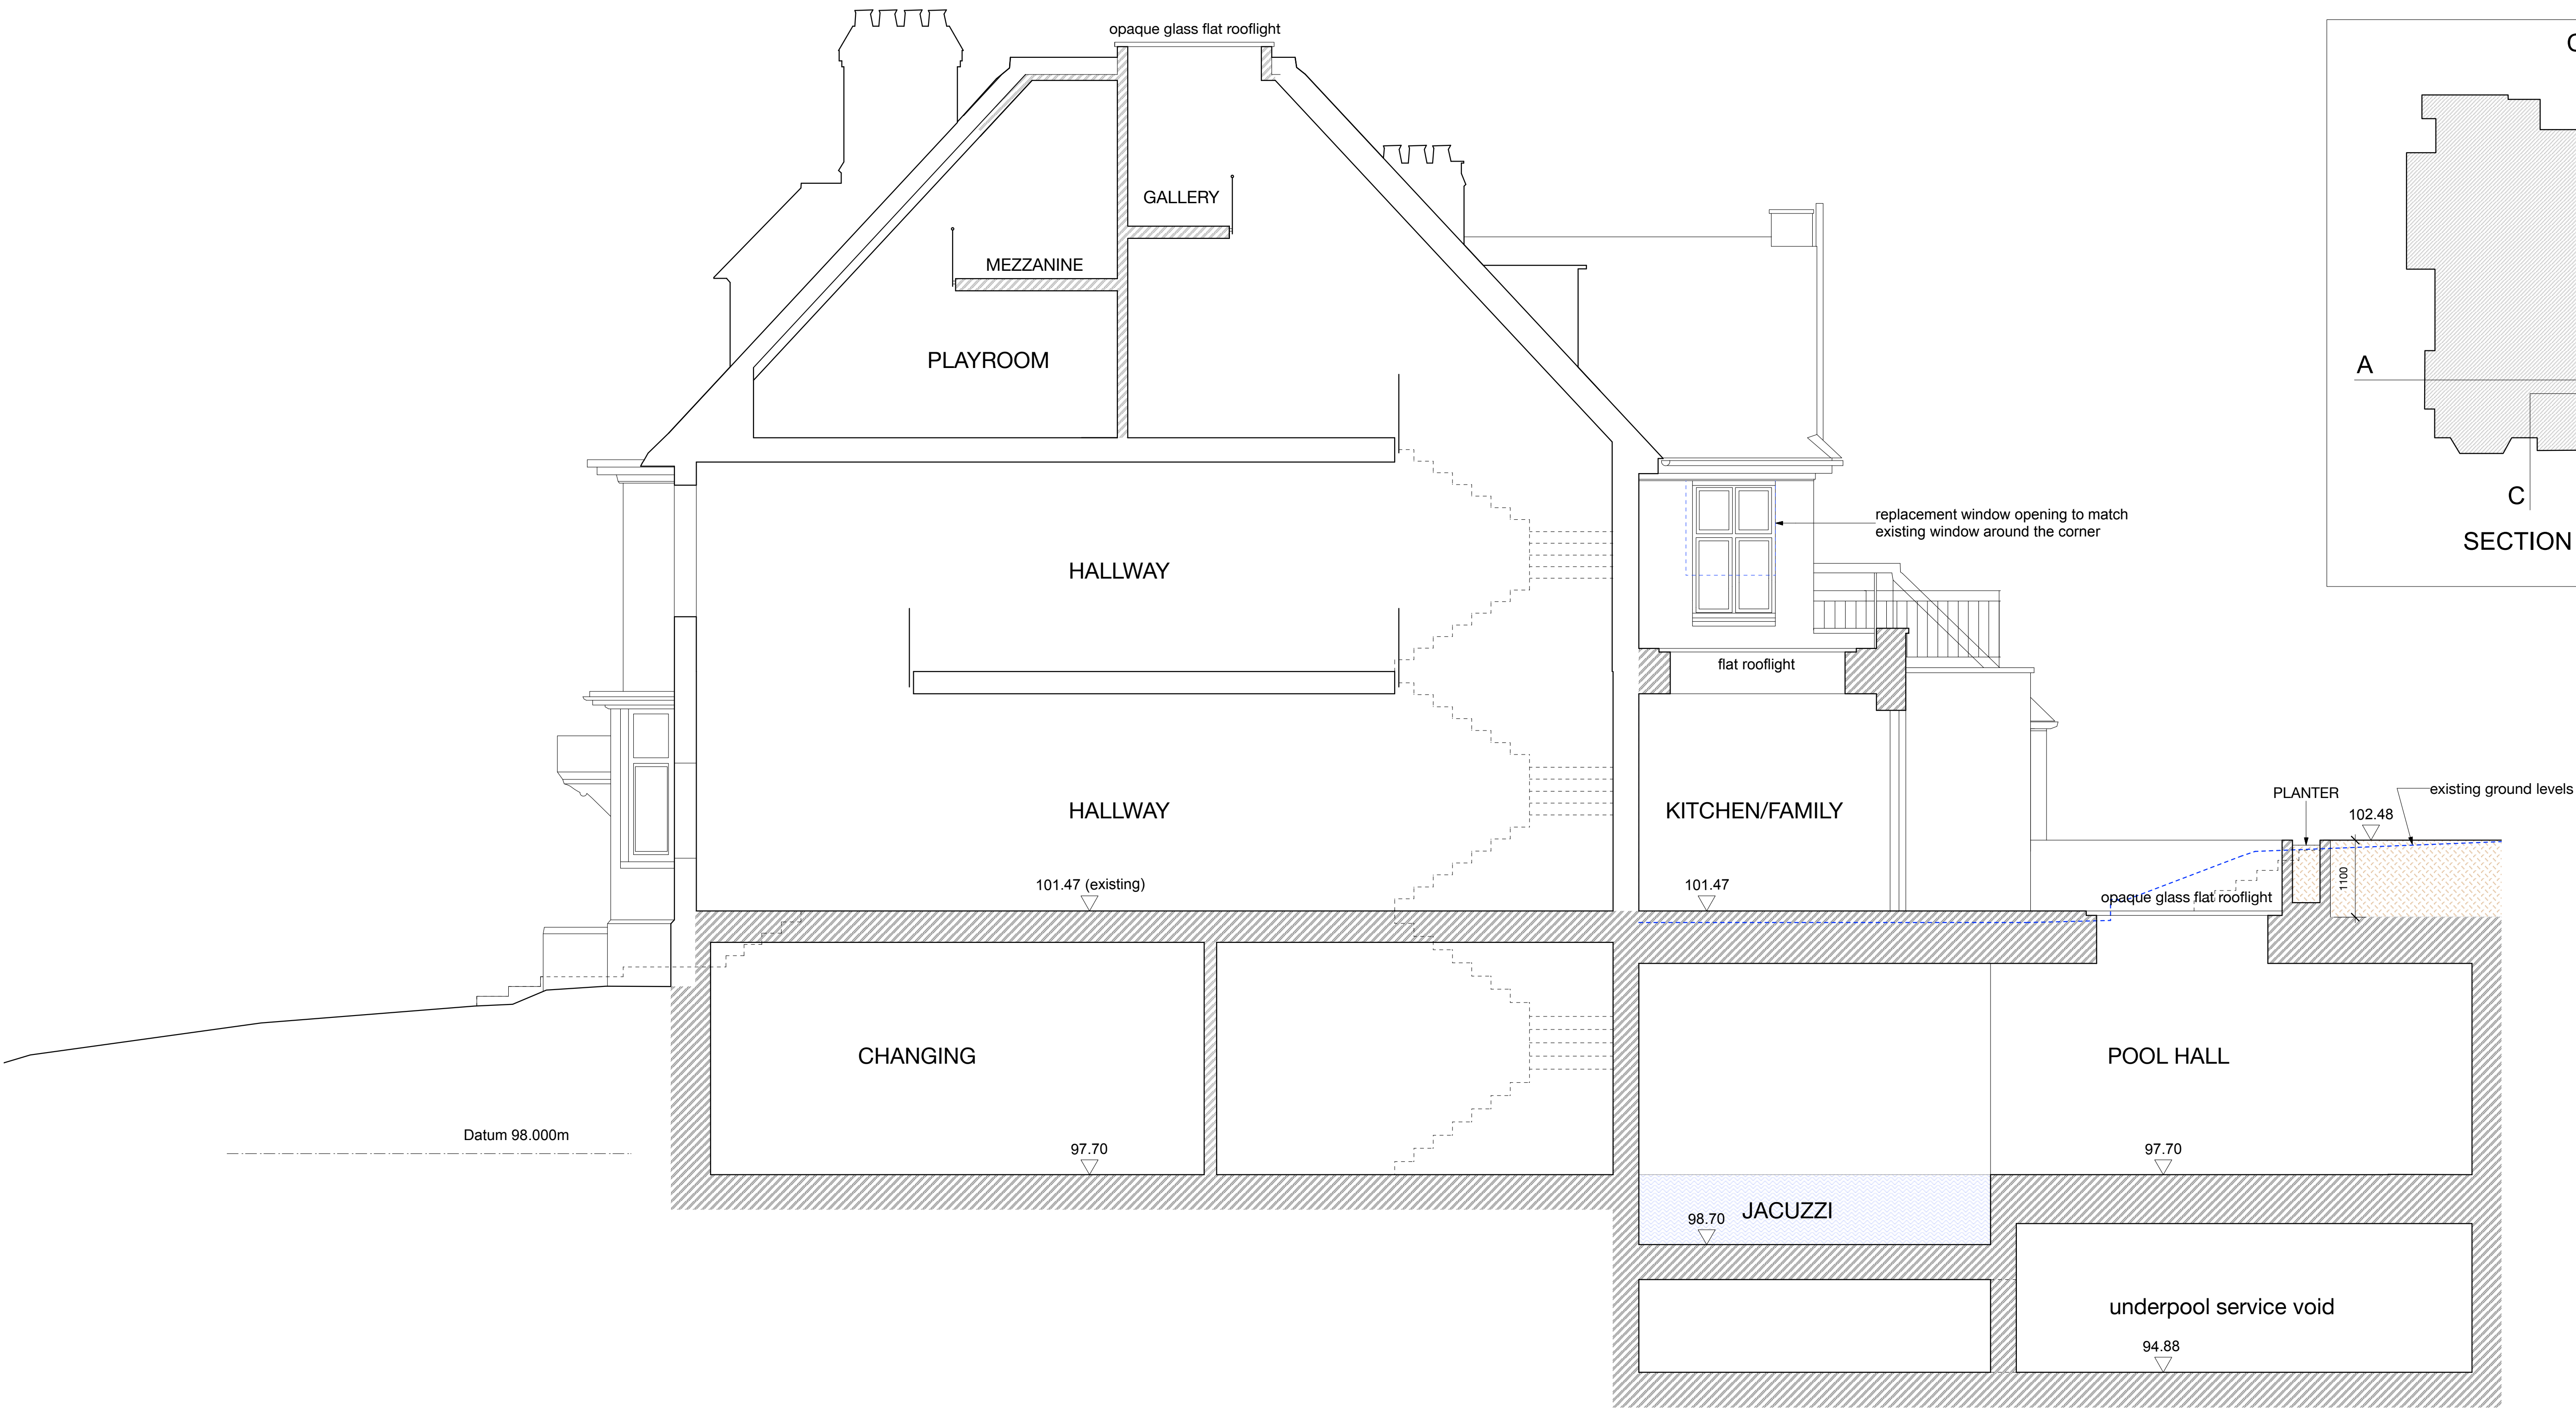 opaque glass flat rooflight
GALLERY
MEZZANINE
PLAYROOM
A
C
SECTION
HALLWAY
replacement window opening to match
existing window around the corner
flat rooflight
HALLWAY
KITCHEN/FAMILY
PLANTER
existing ground levels
102.48
1100
101.47 (existing)
101.47
opaque glass flat rooflight
CHANGING
POOL HALL
Datum 98.000m
97.70
97.70
98.70
JACUZZI
underpool service void
94.88